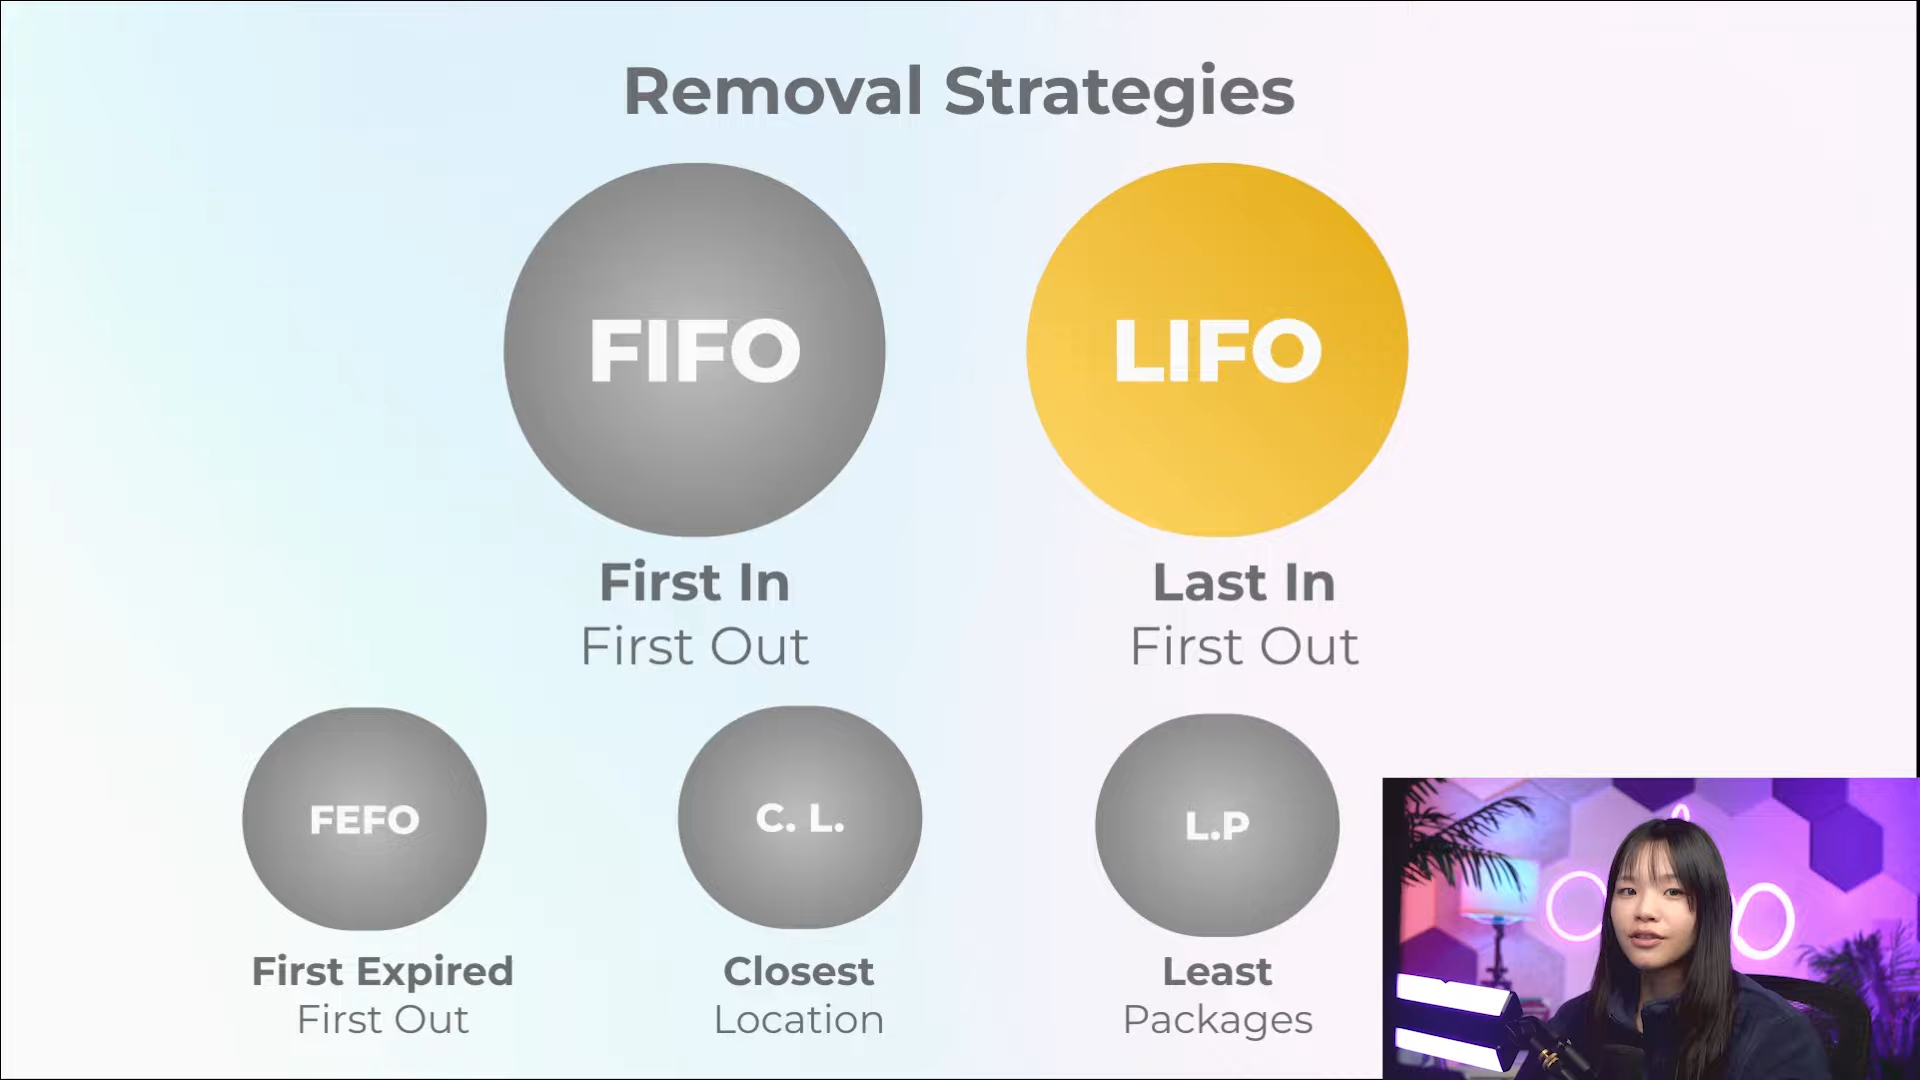 Removal Strategies
FIFO
LIFO
First In
First Out
Last In
First Out
FEFO
C. L.
L.P
First Expired
First Out
Closest
Location
Least
Packages